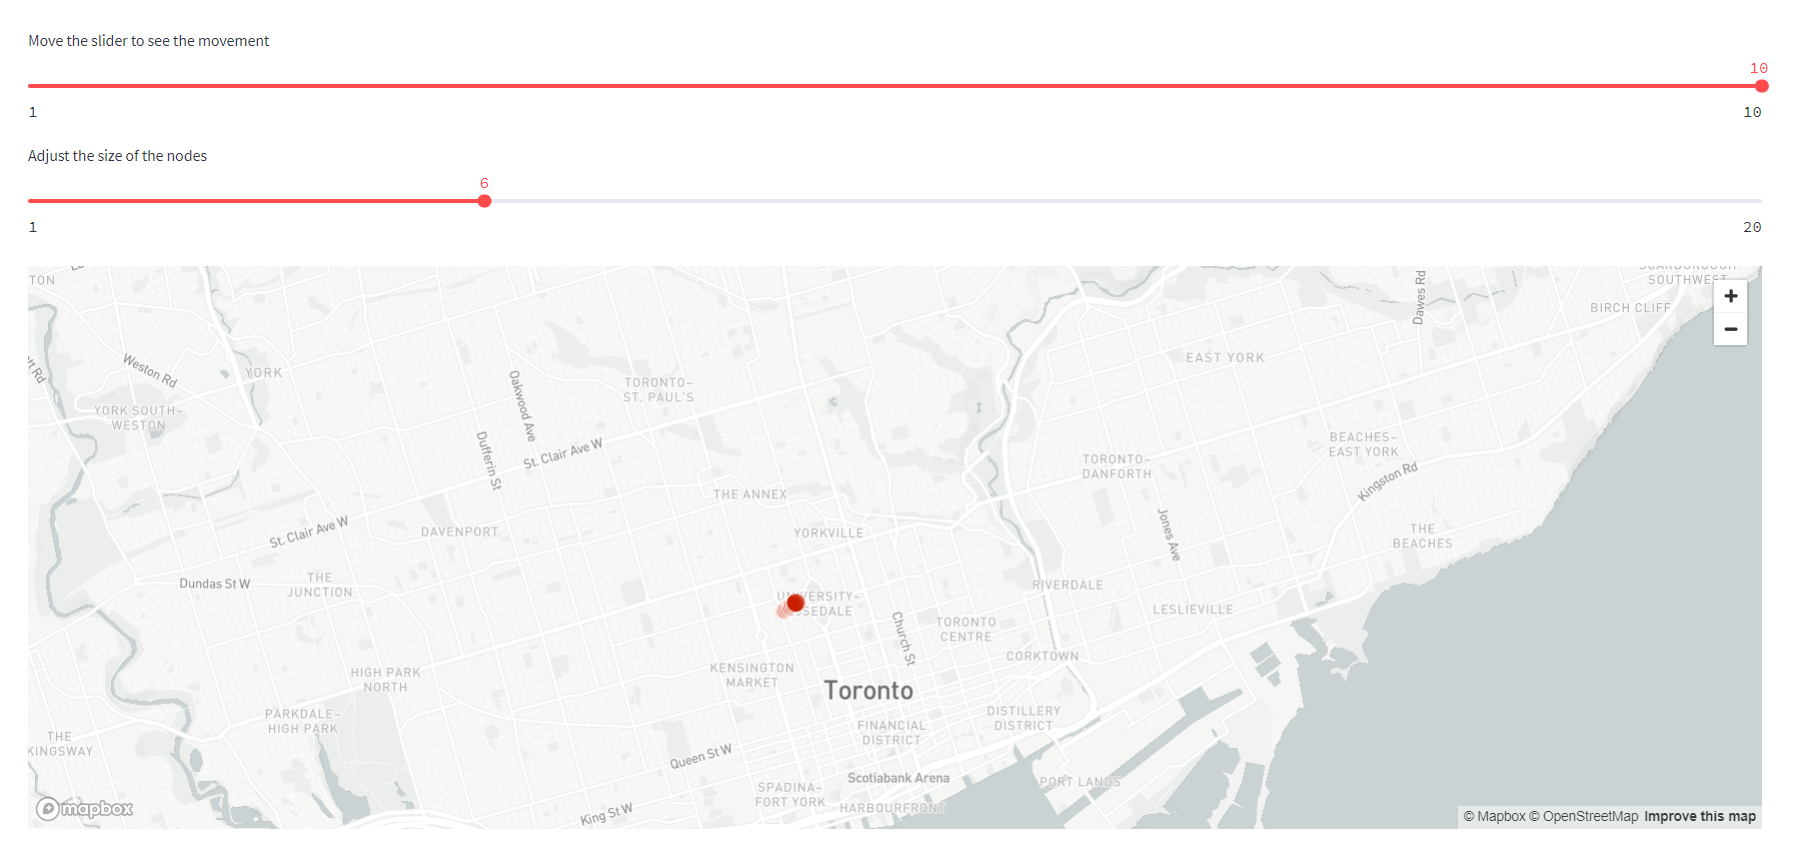 Move the slider to see the movement
10
1
10
Adjust the size of the nodes
6
1
20
TON
SOUTHWEST
BIRCH CLIFF
Dawes Rd
EAST YORK
Weston Rd
YORK
YORK SOUTH-
WESTON
Oakwood Ave
TORONTO-
ST. PAUL'S
Dufferin St
St. Clair Ave W
BEACHES-
EAST YORK
TORONTO-
DANFORTH
Kingston Rd
THE ANNEX
St. Clair Ave W
DAVENPORT
YORKVILLE
Jones Ave
THE
BEACHES
Dundas St W
THE
JUNCTION
RIVERDALE
LESLIEVILLE
Church St
TORONTO
CENTRE
CORKTOWN
HIGH PARK
NORTH
KENSINGTON
MARKET
Toronto
PARKDALE-
HIGH PARK
DISTILLERY
DISTRICT
FINANCIAL
DISTRICT
THE
KINGSWAY
Queen St W
Scotiabank Arena
PORT LANDS
SPADINA-
FORT YORK
HARBOURFRONT
King St W
mapbox
© Mapbox © OpenStreetMap Improve this map